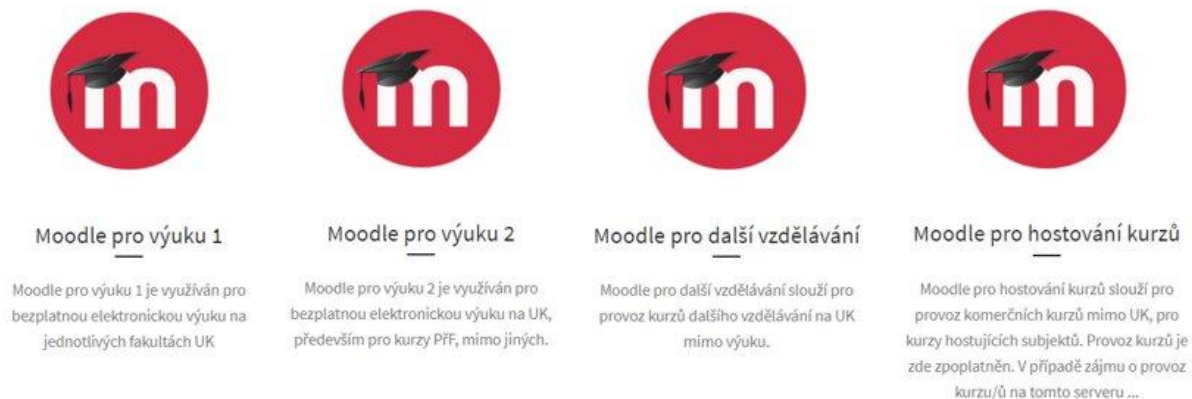 m
m
m
m
Moodle pro výuku 1
Moodle pro výuku 1 je využíván pro
bezplatnou elektronickou výuku na
jednotlivých fakultách UK
Moodle pro výuku 2
Moodle pro výuku 2 je využíván pro
bezplatnou elektronickou výuku na UK,
především pro kurzy PřF, mimo jiných.
Moodle pro další vzdělávání
Moodle pro další vzdělávání slouží pro
provoz kurzů dalšího vzdělávání na UK
mimo výuku.
Moodle pro hostování kurzů
Moodle pro hostování kurzů slouží pro
provoz komerčních kurzů mimo UK, pro
kurzy hostujících subjektů. Provoz kurzů je
zde zpoplatněn. V případě zájmu o provoz
kurzu/ů na tomto serveru ...